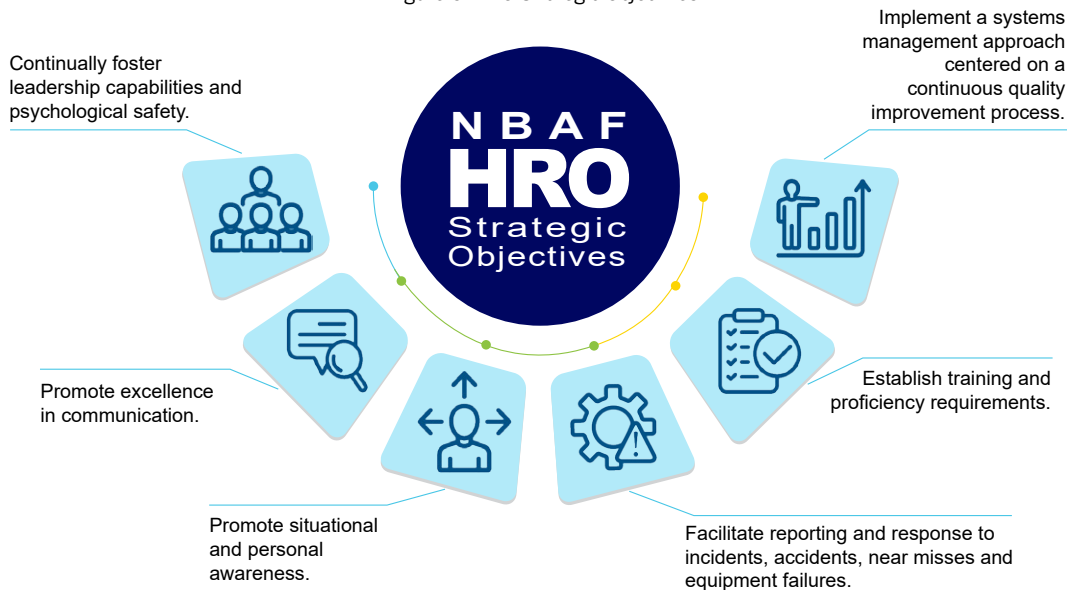 Continually foster
leadership capabilities and
psychological safety.
NBAF
HRO
Strategic
Objectives
Implement a systems
management approach
centered on a
continuous quality
improvement process.
Promote excellence
in communication.
Establish training and
proficiency requirements.
Promote situational
and personal
awareness.
Facilitate reporting and response to
incidents, accidents, near misses and
equipment failures.